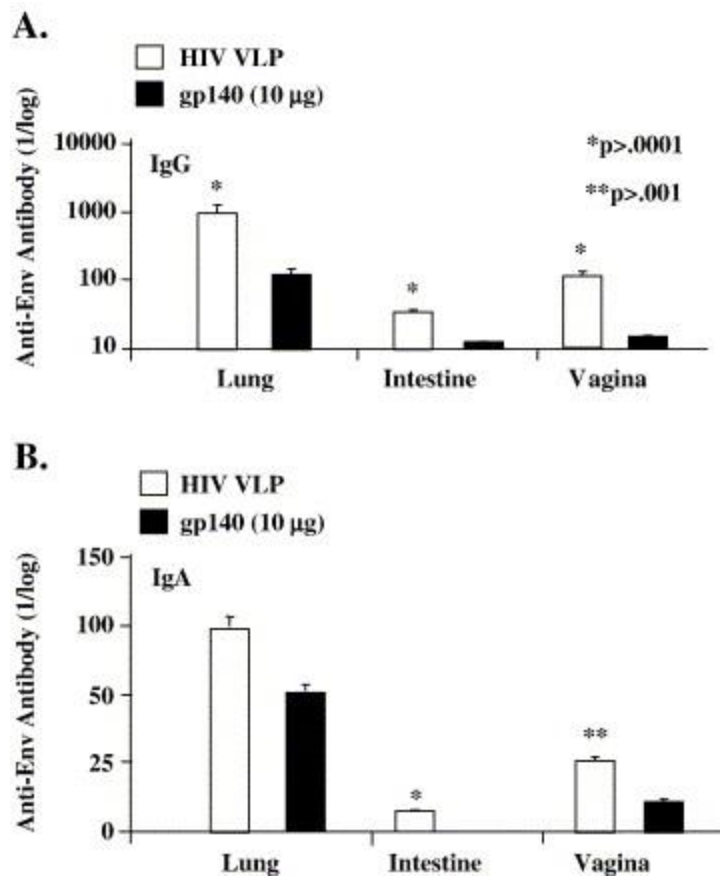 A.
HIV VLP
gp140 (10 µg)
Anti-Env Antibody (1/log)
10000
1000
100
10
IgG
*p>.0001
**p>.001
*
*
*
Lung Intestine Vagina
B.
HIV VLP
gp140 (10 µg)
Anti-Env Antibody (1/log)
150
100
50
25
0
IgA
*
**
Lung Intestine Vagina